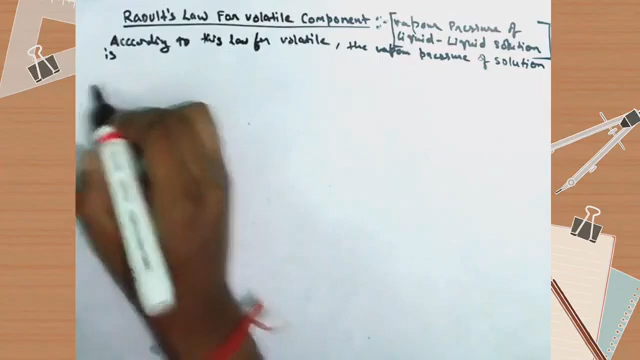 Raoult's Law For Volatile Component :- [vapour Pressure of
Liquid-Liquid solution]
According to this law for volatile, the vapour pressure of solution
is